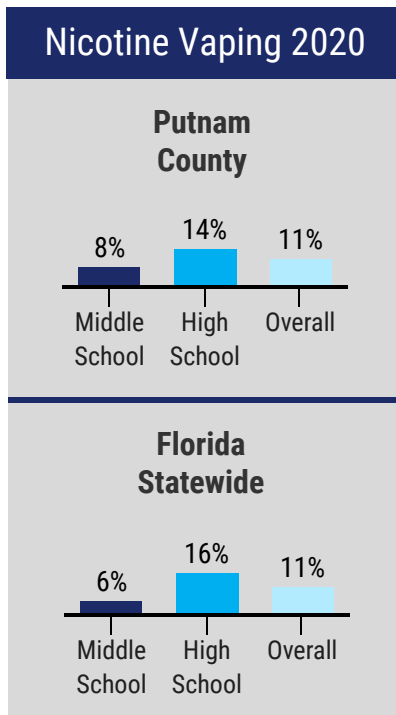 Nicotine Vaping 2020
Putnam
County
8%
14%
11%
Middle
School
High
School
Overall
Florida
Statewide
6%
16%
11%
Middle
School
High
School
Overall